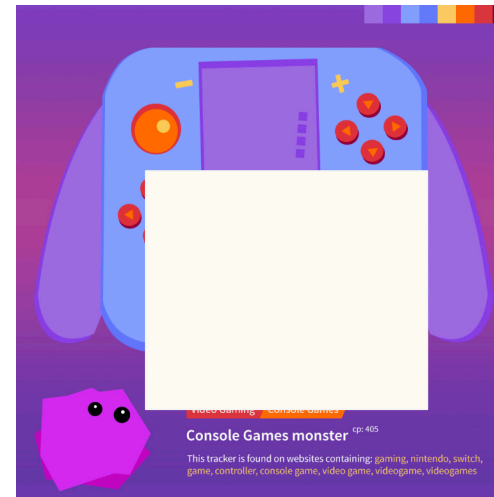 Video Gaming Console Games
Console Games monster cp: 405
This tracker is found on websites containing: gaming, nintendo, switch,
game, controller, console game, video game, videogame, videogames